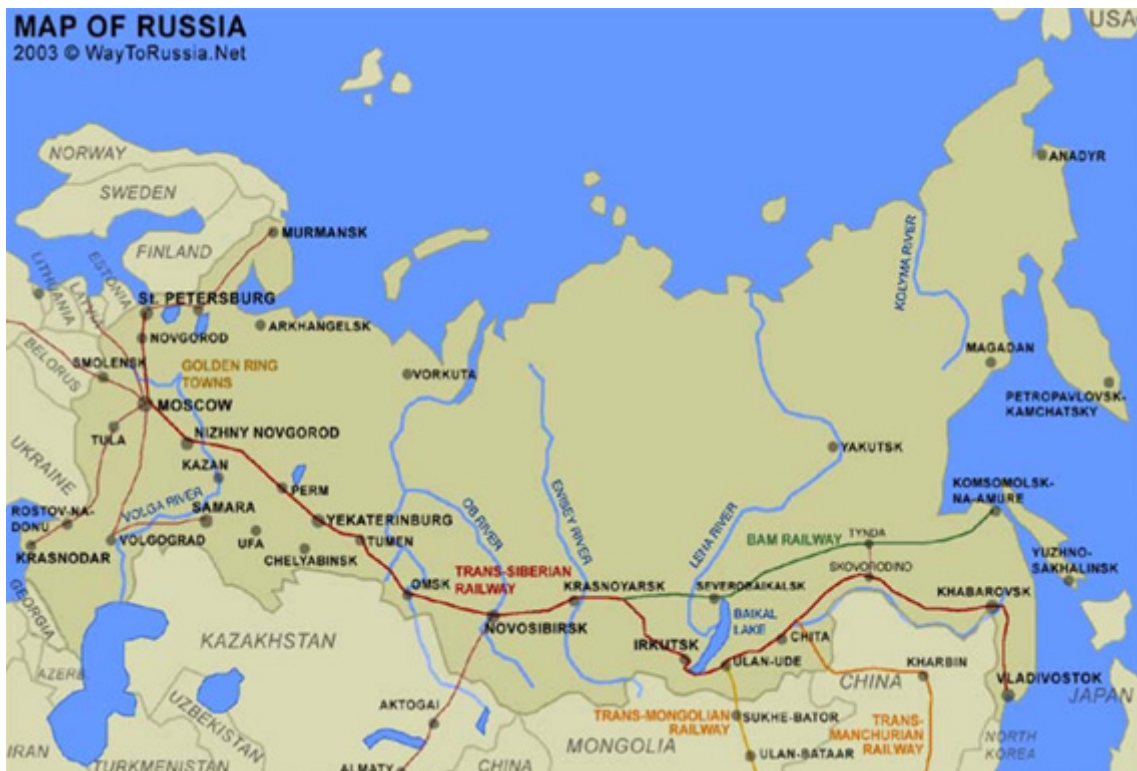 MAP OF RUSSIA
2003 © WayToRussia.Net
USA
NORWAY
SWEDEN
FINLAND
ESTONIA
LATVIA
LITHUANIA
BELORUS
UKRAINE
GEORGIA
AZERB.
IRAN
TURKMENISTAN
UZBEKISTAN
KAZAKHSTAN
CHINA
MONGOLIA
CHINA
NORTH
KOREA
JAPAN
MURMANSK
ANADYR
St. PETERSBURG
NOVGOROD
ARKHANGELSK
SMOLENSK
GOLDEN RING
TOWNS
VORKUTA
MOSCOW
TULA
NIZHNY NOVGOROD
KAZAN
PERM
VOLGA RIVER
SAMARA
ROSTOV-NA-
DONU
KRASNODAR
VOLGOGRAD
UFA
CHELYABINSK
YEKATERINBURG
TUMEN
OMSK
TRANS-SIBERIAN
RAILWAY
NOVOSIBIRSK
OB RIVER
ENISEY RIVER
KRASNOYARSK
LENA RIVER
KOLYMA RIVER
MAGADAN
PETROPAVLOVSK-
KAMCHATSKY
YAKUTSK
KOMSOMOLSK-
NA-AMURE
BAM RAILWAY
TYNDA
SKOVORODINO
YUZHNO-
SAKHALINSK
SEVEROBAIKALSK
KHABAROVSK
BAIKAL
LAKE
IRKUTSK
ULAN-UDE
CHITA
KHARBIN
VLADIVOSTOK
AKTOGAI
ALMATY
TRANS-MONGOLIAN
RAILWAY
SUKHE-BATOR
ULAN-BATAAR
TRANS-
MANCHURIAN
RAILWAY